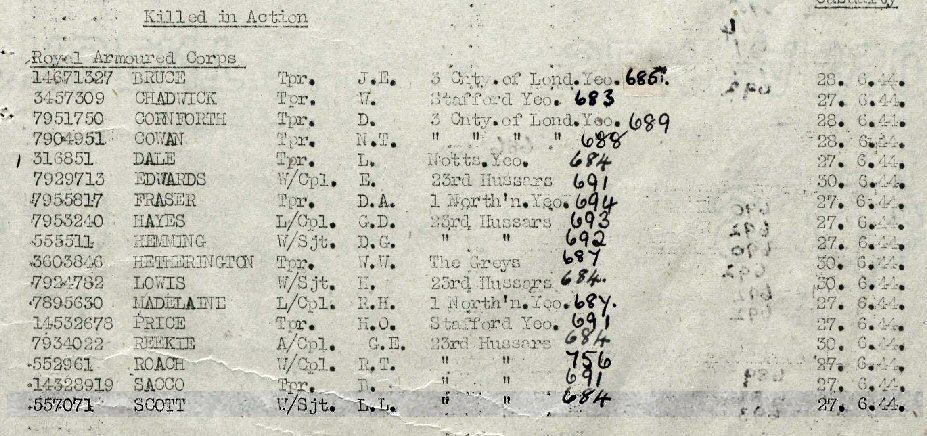 Killed in Action
Casualty
Royal Armoured Corps
14671327 BRUCE Tpr. J.E. 3 Cnty.of Lond.Yeo. 28. 6.44.
3457309 CHADWICK Tpr. W. Stafford Yeo. 683 27. 6.44.
7951750 CORNFORTH Tpr. D. 3 Cnty.of Lond.Yeo. 689 28. 6.44.
7904951 COWAN Tpr. N.T. " " " " 688 28. 6.44.
316851 DALE Tpr. L. Notts.Yeo. 684 27. 6.44.
7929713 EDWARDS W/Cpl. E. 23rd Hussars 691 30. 6.44.
7955817 FRASER Tpr. D.A. 1 North'n.Yeo. 694 27. 6.44.
7953240 HAYES L/Cpl. G.D. 23rd Hussars 693 27. 6.44.
555511 HEMMING W/Sjt. D.G. " " 692 27. 6.44.
3603846 HETHERINGTON Tpr. W.W. The Greys 687 30. 6.44.
7924782 LOWIS W/Sjt. 23rd Hussars 684. 30. 6.44.
7895630 MADELAINE L/Cpl. R.H. 1 North'n.Yeo. 687. 27. 6.44.
14532678 PRICE Tpr. H.O. Stafford Yeo. 691 27. 6.44.
7934022 REEKIE A/Cpl. G.E. 23rd Hussars 684 30. 6.44.
552961 ROACH W/Cpl. R.T. " " 756 27. 6.44.
14328919 SACCO Tpr. " " 691 27. 6.44.
557071 SCOTT W/Sjt. L.L. " " 684 27. 6.44.